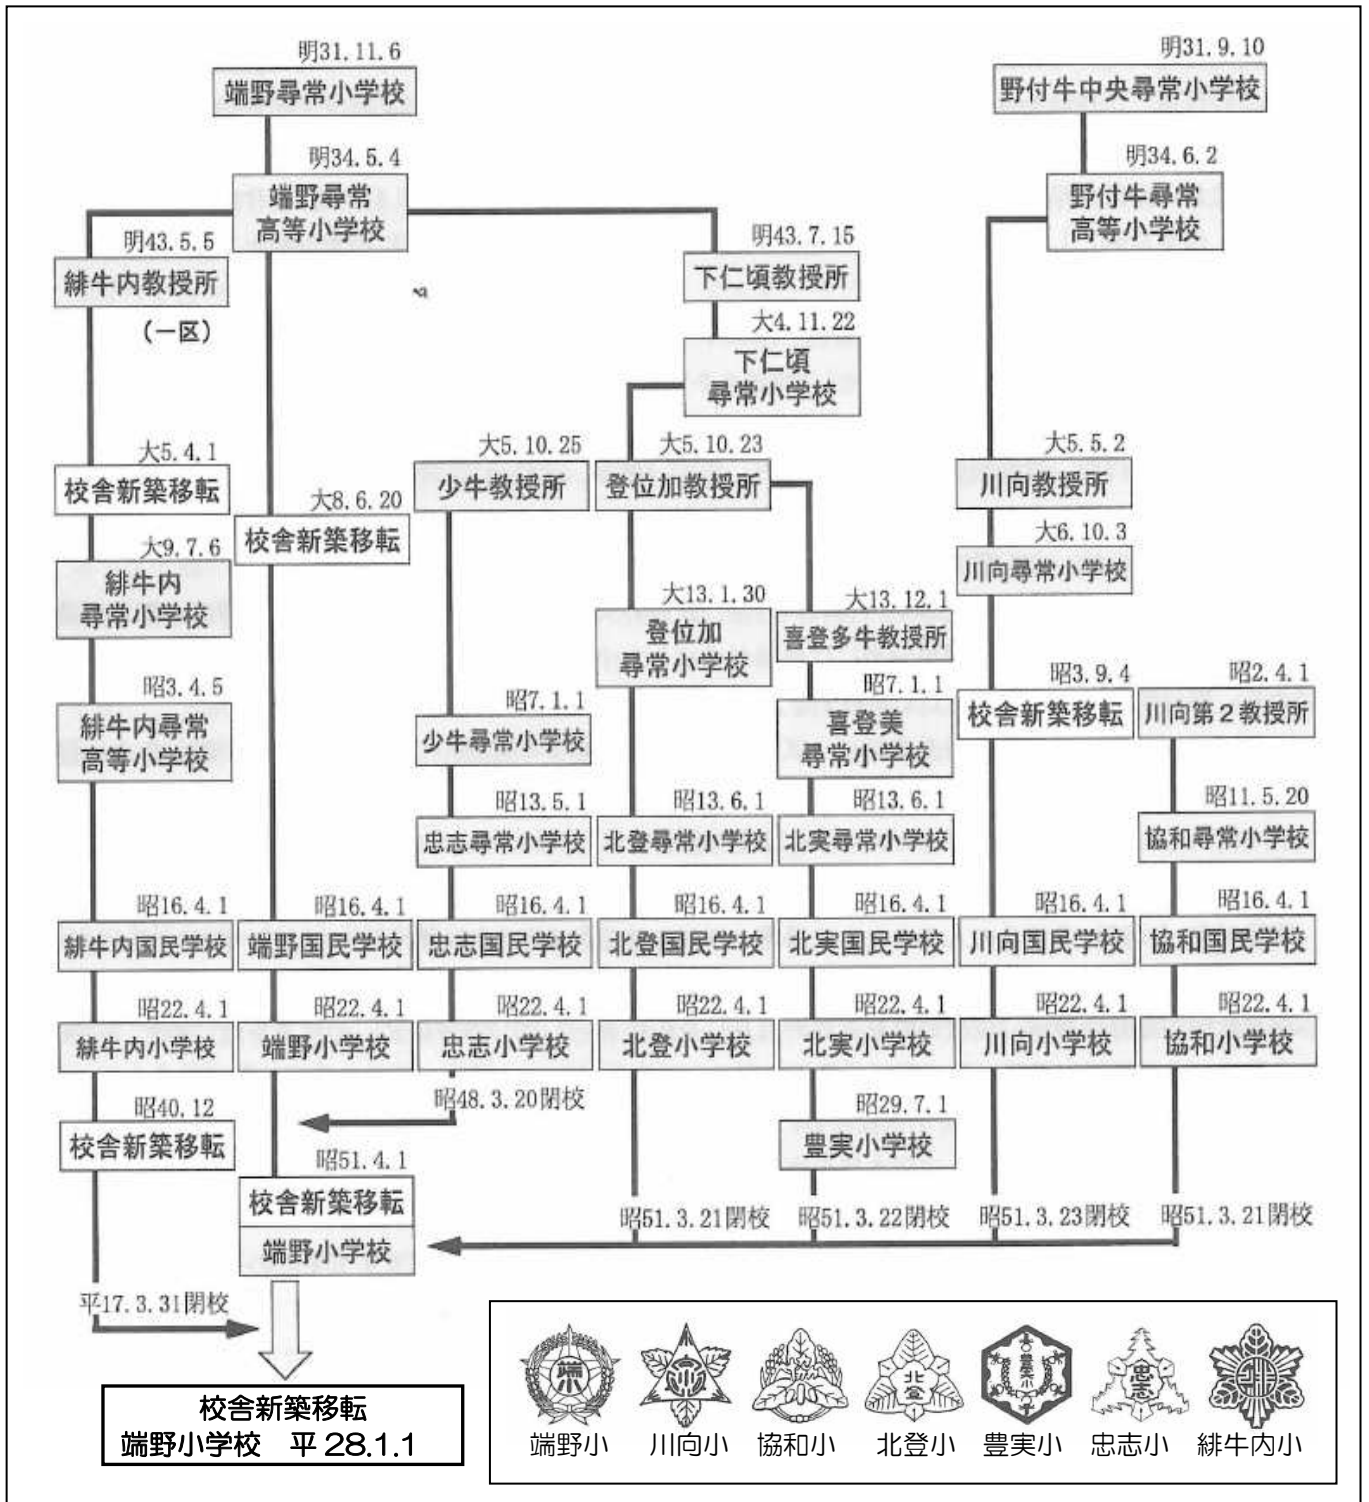 明31.11.6
端野尋常小学校
明31.9.10
野付牛中央尋常小学校
明34.5.4
端野尋常
高等小学校
明34.6.2
野付牛尋常
高等小学校
明43.5.5
緋牛内教授所
(一区)
明43.7.15
下仁頃教授所
大4.11.22
下仁頃
尋常小学校
大5.4.1
校舎新築移転
大8.6.20
校舎新築移転
大5.10.25
少牛教授所
大5.10.23
登位加教授所
大5.5.2
川向教授所
大6.10.3
川向尋常小学校
大9.7.6
緋牛内
尋常小学校
大13.1.30
登位加
尋常小学校
大13.12.1
喜登多牛教授所
昭3.4.5
緋牛内尋常
高等小学校
昭7.1.1
少牛尋常小学校
昭7.1.1
喜登美
尋常小学校
昭3.9.4
校舎新築移転
昭2.4.1
川向第2教授所
昭13.5.1
忠志尋常小学校
昭13.6.1
北登尋常小学校
昭13.6.1
北実尋常小学校
昭11.5.20
協和尋常小学校
昭16.4.1
緋牛内国民学校
昭16.4.1
端野国民学校
昭16.4.1
忠志国民学校
昭16.4.1
北登国民学校
昭16.4.1
北実国民学校
昭16.4.1
川向国民学校
昭16.4.1
協和国民学校
昭22.4.1
緋牛内小学校
昭22.4.1
端野小学校
昭22.4.1
忠志小学校
昭22.4.1
北登小学校
昭22.4.1
北実小学校
昭22.4.1
川向小学校
昭22.4.1
協和小学校
昭40.12
校舎新築移転
昭48.3.20閉校
昭29.7.1
豊実小学校
昭51.4.1
校舎新築移転
端野小学校
昭51.3.21閉校
昭51.3.22閉校
昭51.3.23閉校
昭51.3.21閉校
平17.3.31閉校
校舎新築移転
端野小学校 平28.1.1
端野小
川向小
協和小
北登小
豊実小
忠志小
緋牛内小